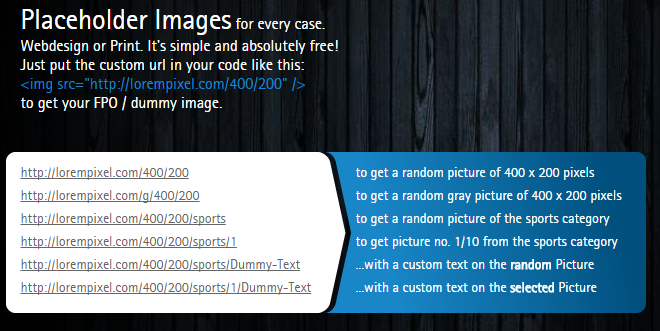 Placeholder Images for every case.
Webdesign or Print. It's simple and absolutely free!
Just put the custom url in your code like this:
<img src="http://lorempixel.com/400/200" />
to get your FPO / dummy image.
http://lorempixel.com/400/200 to get a random picture of 400 x 200 pixels
http://lorempixel.com/g/400/200 to get a random gray picture of 400 x 200 pixels
http://lorempixel.com/400/200/sports to get a random picture of the sports category
http://lorempixel.com/400/200/sports/1 to get picture no. 1/10 from the sports category
http://lorempixel.com/400/200/sports/Dummy-Text ...with a custom text on the random Picture
http://lorempixel.com/400/200/sports/1/Dummy-Text ...with a custom text on the selected Picture